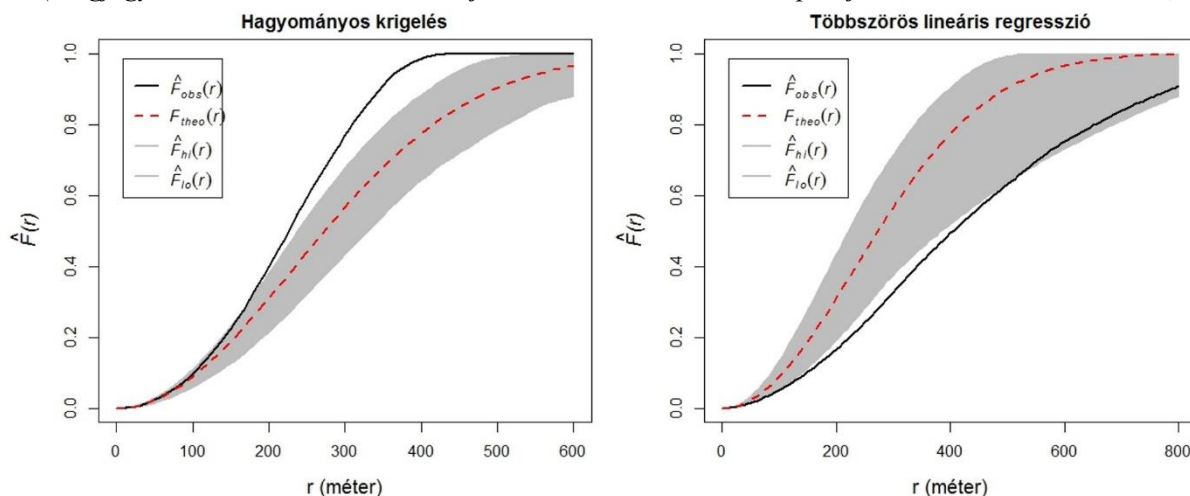 Hagyományos krigelés
F̂obs(r)
Ftheo(r)
F̂hi(r)
F̂lo(r)
1.0
0.8
0.6
0.4
0.2
0.0
F̂(r)
0 100 200 300 400 500 600
r (méter)
Többszörös lineáris regresszió
F̂obs(r)
Ftheo(r)
F̂hi(r)
F̂lo(r)
1.0
0.8
0.6
0.4
0.2
0.0
F̂(r)
0 200 400 600 800
r (méter)